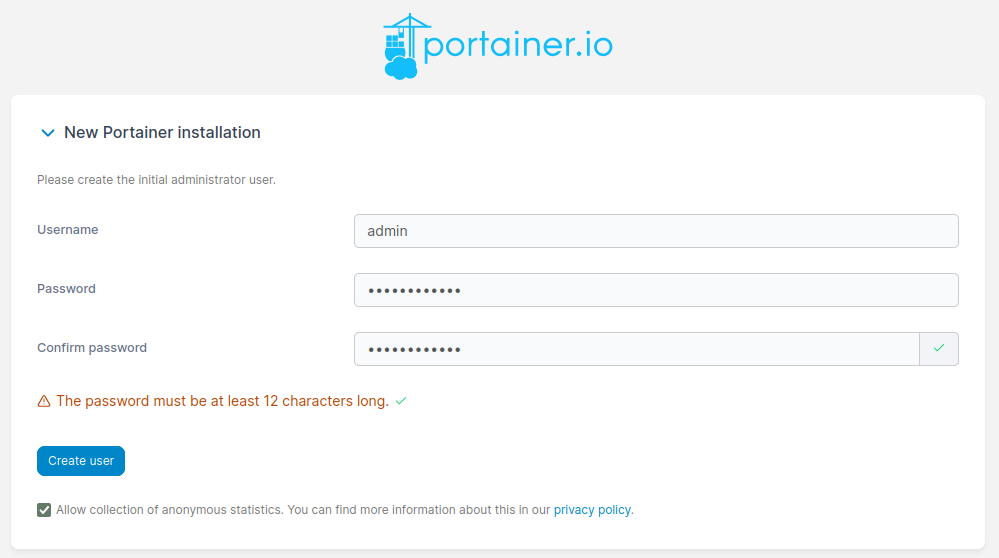 portainer.io
New Portainer installation
Please create the initial administrator user.
Username
admin
Password
••••••••••••
Confirm password
••••••••••••
The password must be at least 12 characters long.
Create user
Allow collection of anonymous statistics. You can find more information about this in our privacy policy.